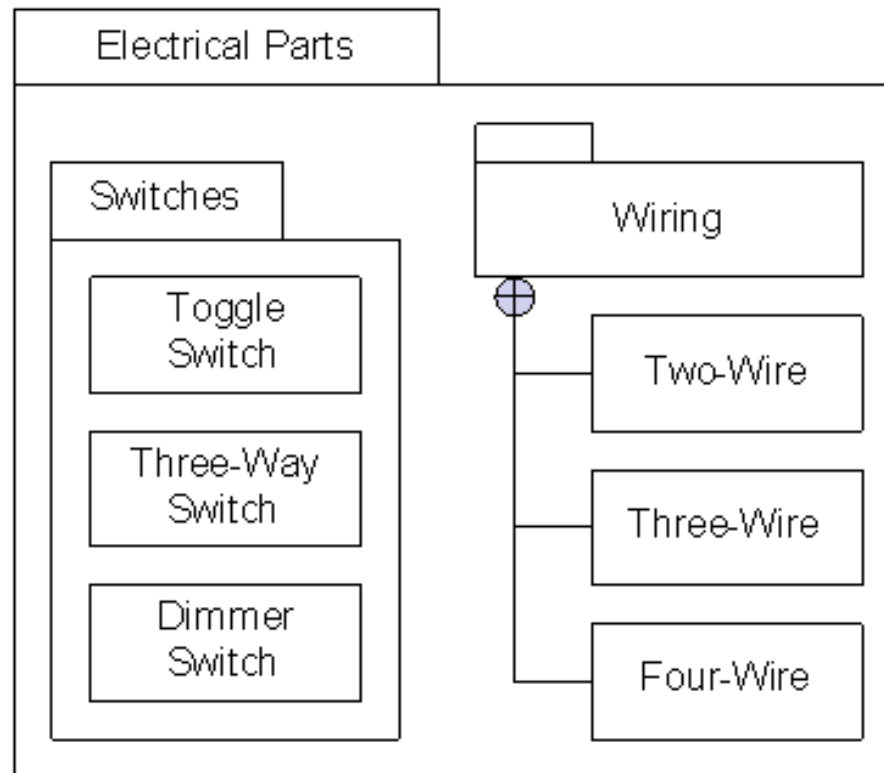 Electrical Parts
Switches
Toggle
Switch
Three-Way
Switch
Dimmer
Switch
Wiring
Two-Wire
Three-Wire
Four-Wire